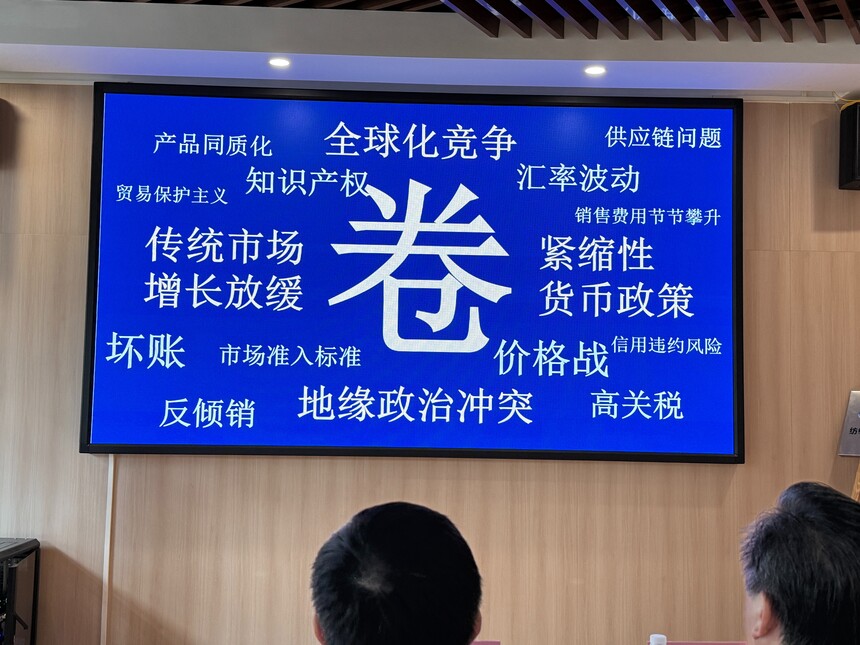 产品同质化
全球化竞争
供应链问题
贸易保护主义
知识产权
汇率波动
销售费用节节攀升
卷
传统市场
增长放缓
紧缩性
货币政策
坏账
市场准入标准
价格战
信用违约风险
反倾销
地缘政治冲突
高关税